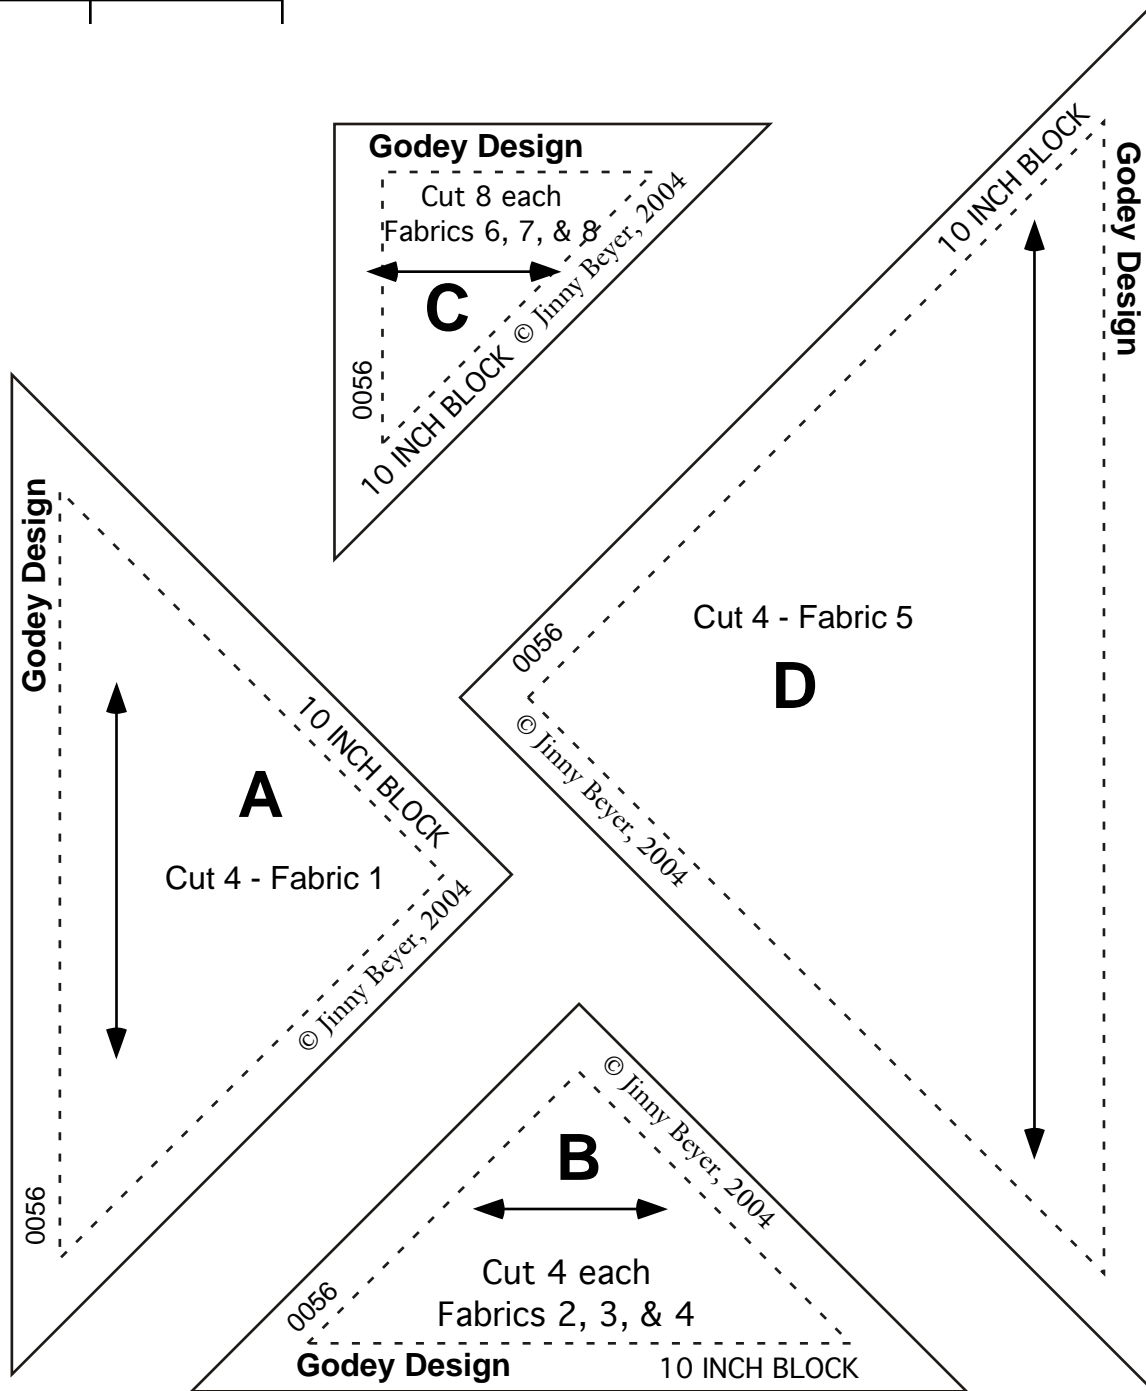 Godey Design
Cut 8 each
Fabrics 6, 7, & 8
C
0056
10 INCH BLOCK
© Jinny Beyer, 2004
10 INCH BLOCK
Godey Design
Cut 4 - Fabric 5
D
0056
© Jinny Beyer, 2004
Godey Design
10 INCH BLOCK
A
Cut 4 - Fabric 1
© Jinny Beyer, 2004
0056
© Jinny Beyer, 2004
B
Cut 4 each
Fabrics 2, 3, & 4
0056
Godey Design
10 INCH BLOCK